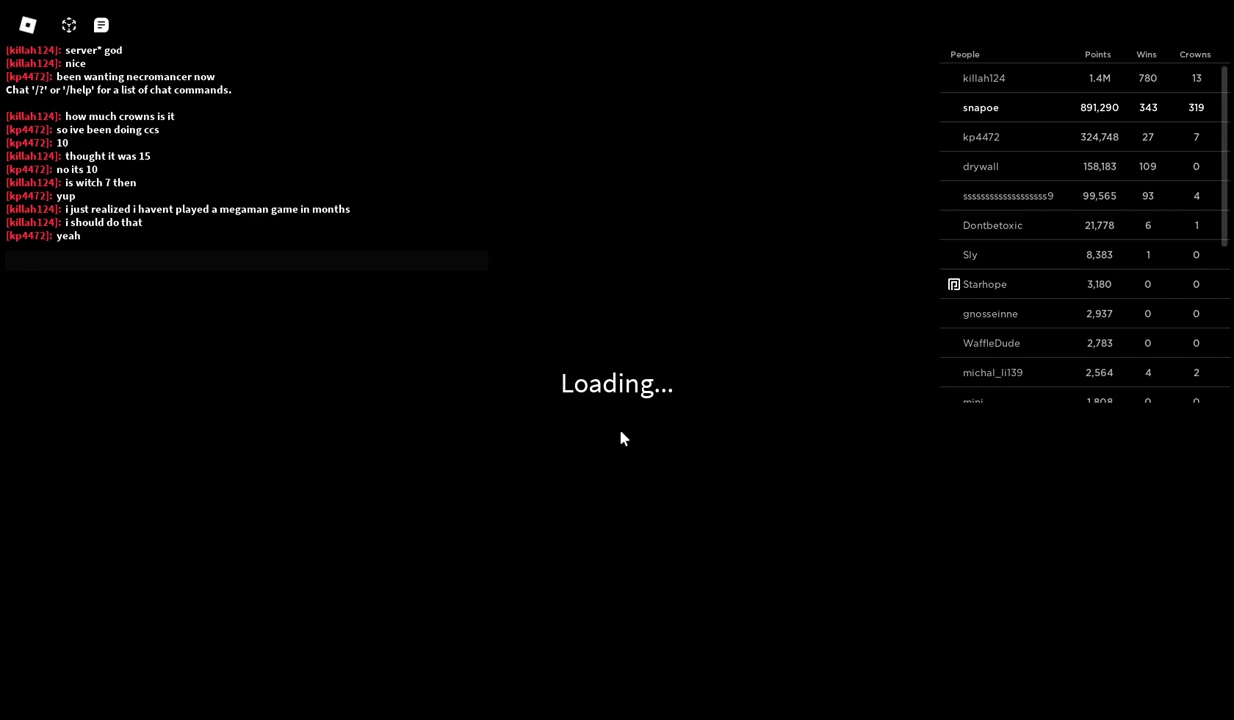 [killah124]: server* god
[killah124]: nice
[kp4472]: been wanting necromancer now
Chat '/?' or '/help' for a list of chat commands.
[killah124]: how much crowns is it
[kp4472]: so ive been doing ccs
[kp4472]: 10
[killah124]: thought it was 15
[kp4472]: no its 10
[killah124]: is witch 7 then
[kp4472]: yup
[killah124]: i just realized i havent played a megaman game in months
[killah124]: i should do that
[kp4472]: yeah
People Points Wins Crowns
killah124 1.4M 780 13
snapoe 891,290 343 319
kp4472 324,748 27 7
drywall 158,183 109 0
sssssssssssssssssss9 99,565 93 4
Dontbetoxic 21,778 6 1
Sly 8,383 1 0
Starhope 3,180 0 0
gnosseinne 2,937 0 0
WaffleDude 2,783 0 0
michal_li139 2,564 4 2
mini 1,808 0 0
Loading...